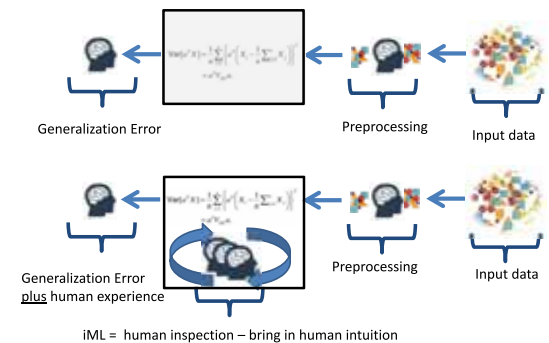 Generalization Error
Preprocessing
Input data
Generalization Error
plus human experience
Preprocessing
Input data
iML = human inspection – bring in human intuition